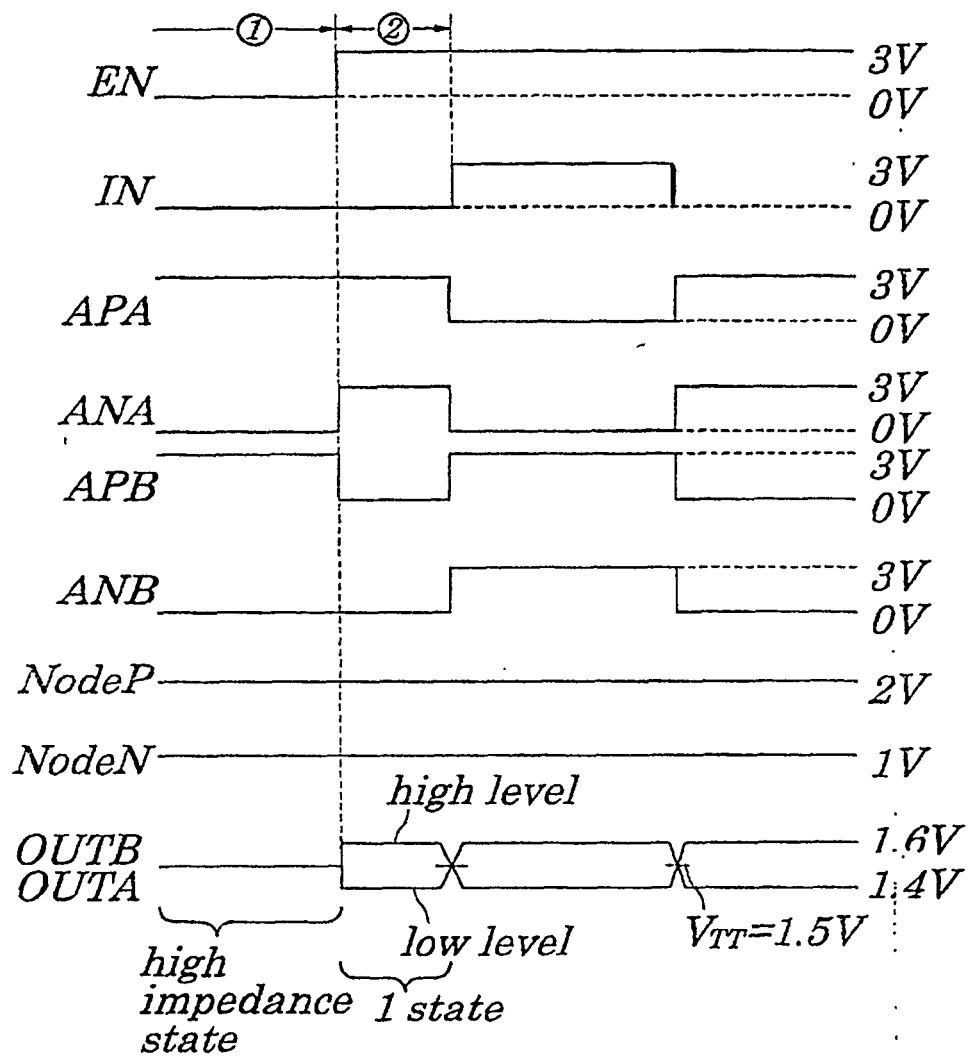 ① ②
EN 3V
0V
IN 3V
0V
APA 3V
0V
ANA 3V
0V
APB 3V
0V
ANB 3V
0V
NodeP 2V
NodeN 1V
high level
OUTB 1.6V
OUTA 1.4V
low level VTT=1.5V
high
impedance 1 state
state